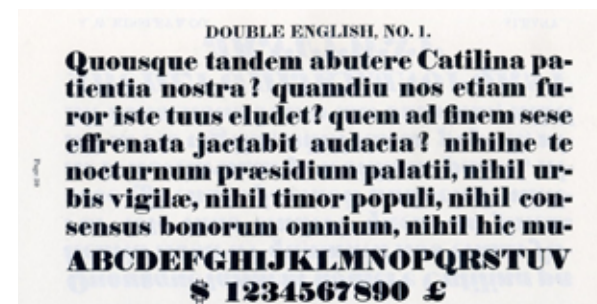 DOUBLE ENGLISH, NO. 1.
Quousque tandem abutere Catilina pa-
tientia nostra? quamdiu nos etiam fu-
ror iste tuus eludet? quem ad finem sese
effrenata jactabit audacia? nihilne te
nocturnum præsidium palatii, nihil ur-
bis vigilæ, nihil timor populi, nihil con-
sensus bonorum omnium, nihil hic mu-
ABCDEFGHIJKLMNOPQRSTUV
$ 1234567890 £